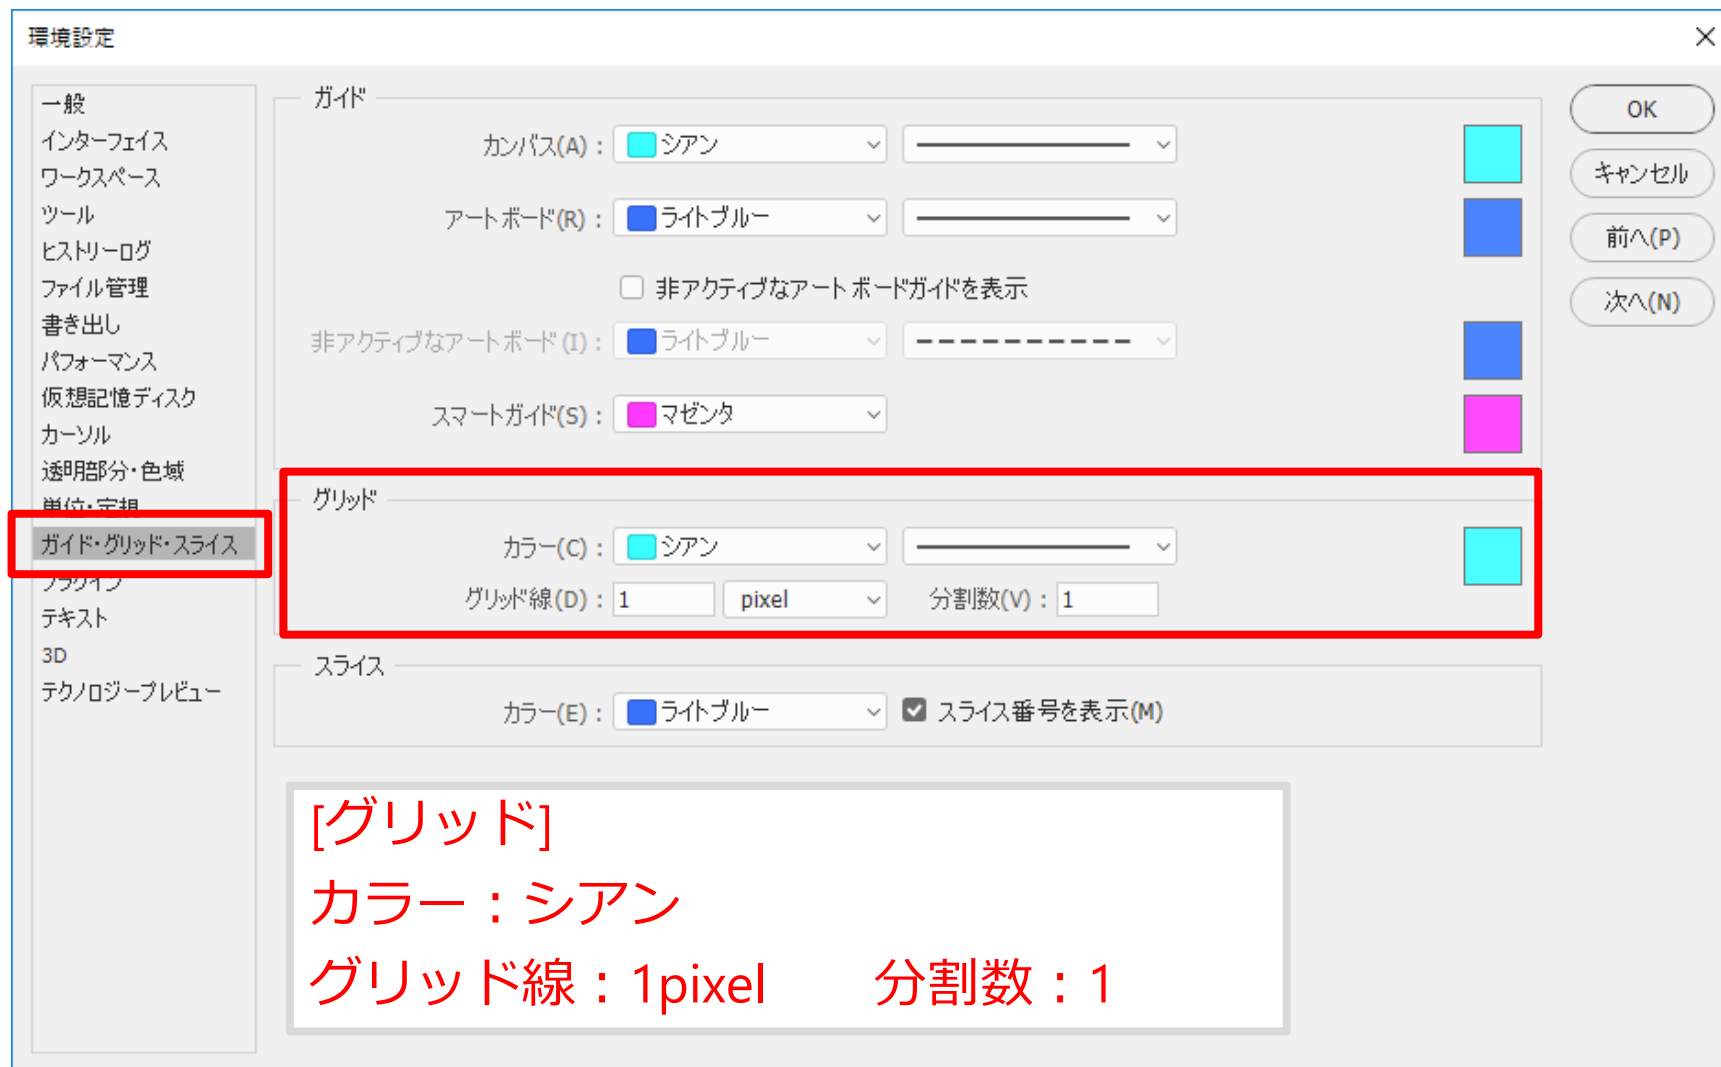 環境設定
一般
インターフェイス
ワークスペース
ツール
ヒストリーログ
ファイル管理
書き出し
パフォーマンス
仮想記憶ディスク
カーソル
透明部分・色域
単位・定規
ガイド・グリッド・スライス
プラグイン
テキスト
3D
テクノロジープレビュー
ガイド
カンバス(A)： シアン
アートボード(R)： ライトブルー
非アクティブなアートボードガイドを表示
非アクティブなアートボード(I)： ライトブルー
スマートガイド(S)： マゼンタ
グリッド
カラー(C)： シアン
グリッド線(D)： 1 pixel 分割数(V)： 1
スライス
カラー(E)： ライトブルー スライス番号を表示(M)
OK
キャンセル
前へ(P)
次へ(N)
[グリッド]
カラー：シアン
グリッド線：1pixel　　分割数：1